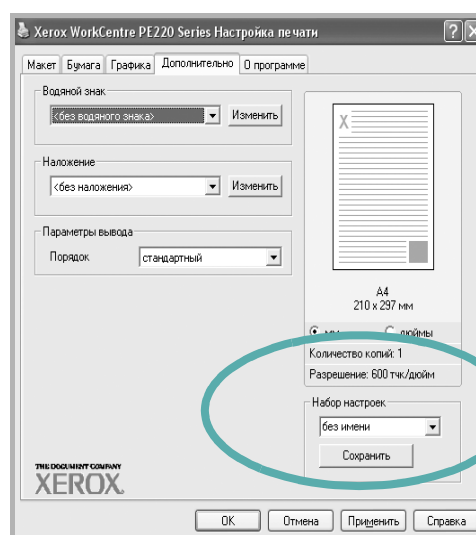 Xerox WorkCentre PE220 Series Настройка печати
Макет Бумага Графика Дополнительно О программе
Водяной знак
<без водяного знака> Изменить
Наложение
<без наложения> Изменить
Параметры вывода
Порядок стандартный
X
A4
210 x 297 мм
мм дюймы
Количество копий: 1
Разрешение: 600 тчк/дюйм
Набор настроек
без имени
Сохранить
THE DOCUMENT COMPANY
XEROX
OK Отмена Применить Справка